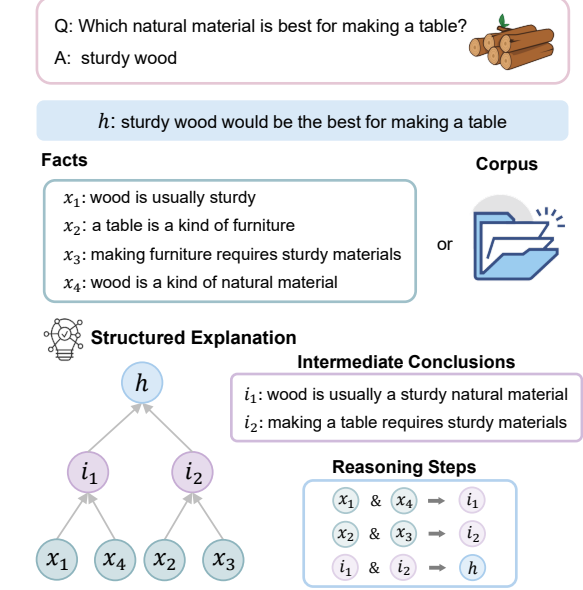 Q: Which natural material is best for making a table?
A: sturdy wood
h: sturdy wood would be the best for making a table
Facts
Corpus
x₁: wood is usually sturdy
x₂: a table is a kind of furniture
x₃: making furniture requires sturdy materials
x₄: wood is a kind of natural material
or
Structured Explanation
Intermediate Conclusions
i₁: wood is usually a sturdy natural material
i₂: making a table requires sturdy materials
h
i₁ i₂
x₁ x₄ x₂ x₃
Reasoning Steps
x₁ & x₄ ➡ i₁
x₂ & x₃ ➡ i₂
i₁ & i₂ ➡ h